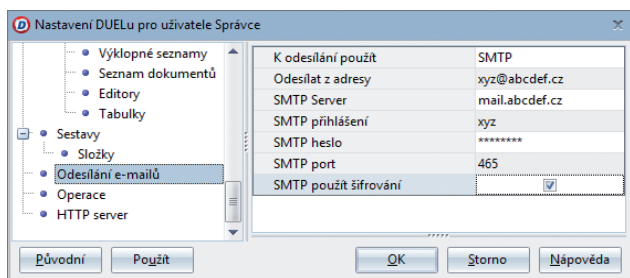 Nastavení DUELu pro uživatele Správce
Výklopné seznamy
Seznam dokumentů
Editory
Tabulky
Sestavy
Složky
Odesílání e-mailů
Operace
HTTP server
K odesílání použít SMTP
Odesílat z adresy xyz@abcdef.cz
SMTP Server mail.abcdef.cz
SMTP přihlášení xyz
SMTP heslo ********
SMTP port 465
SMTP použít šifrování
Původní Použít OK Storno Nápověda